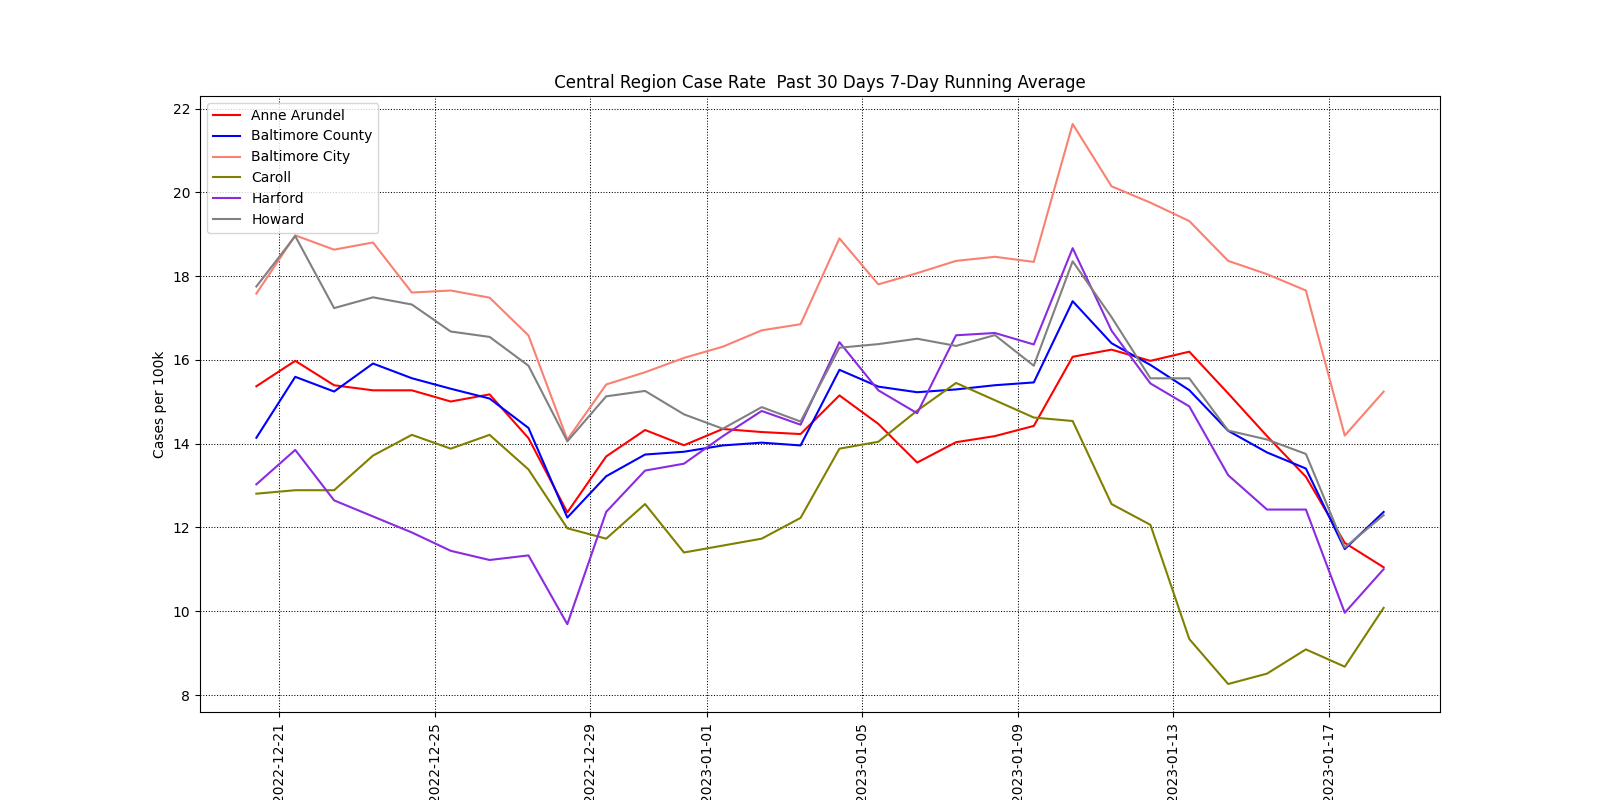 Central Region Case Rate  Past 30 Days 7-Day Running Average
Anne Arundel
Baltimore County
Baltimore City
Caroll
Harford
Howard
Cases per 100k
22
20
18
16
14
12
10
8
2022-12-21
2022-12-25
2022-12-29
2023-01-01
2023-01-05
2023-01-09
2023-01-13
2023-01-17